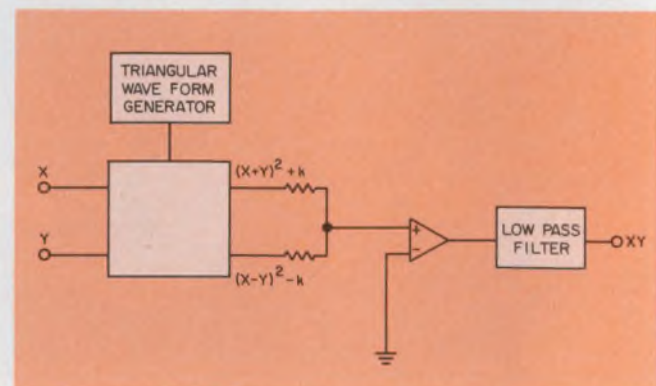 TRIANGULAR
WAVE FORM
GENERATOR
X
(X+Y)² + k
Y
(X-Y)² - k
+
-
LOW PASS
FILTER
XY